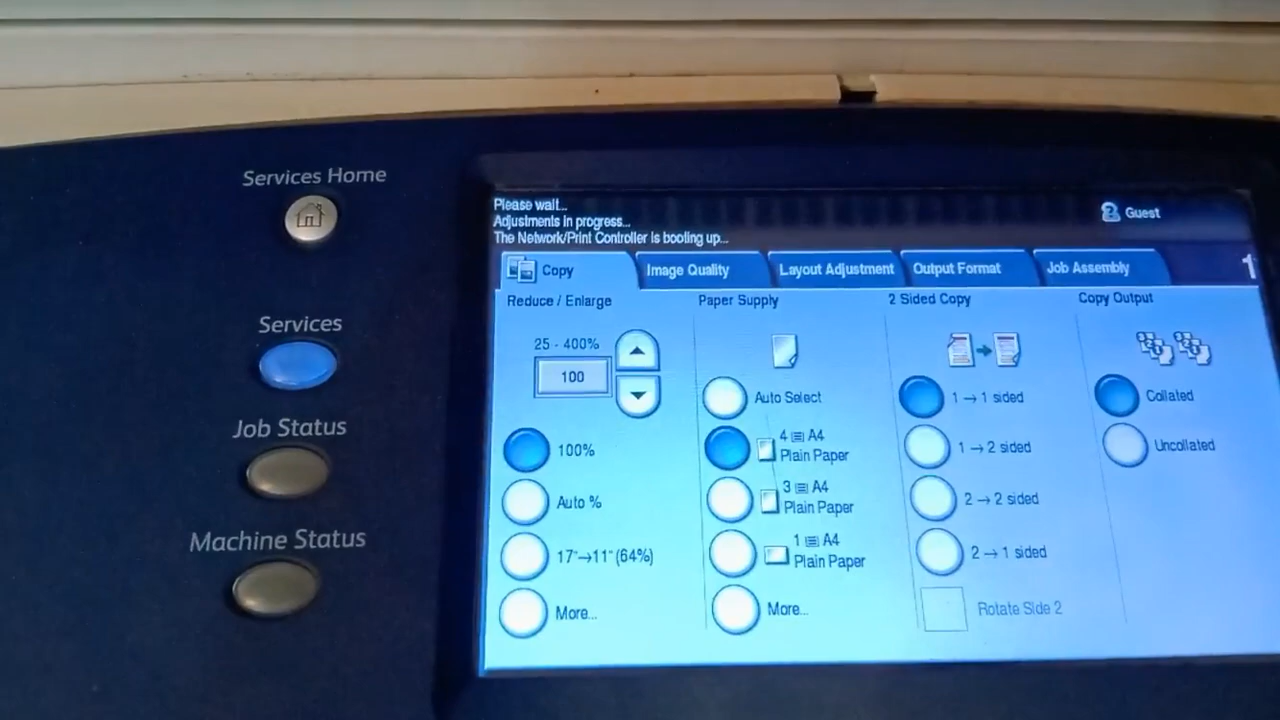 Services Home
Services
Job Status
Machine Status
Please wait...
Adjustments in progress...
The Network/Print Controller is booting up...
Guest
Copy
Image Quality
Layout Adjustment
Output Format
Job Assembly
1
Reduce / Enlarge
25 - 400%
100
100%
Auto %
17"→11" (64%)
More...
Paper Supply
Auto Select
4 A4
Plain Paper
3 A4
Plain Paper
1 A4
Plain Paper
More...
2 Sided Copy
1 → 1 sided
1 → 2 sided
2 → 2 sided
2 → 1 sided
Rotate Side 2
Copy Output
Collated
Uncollated